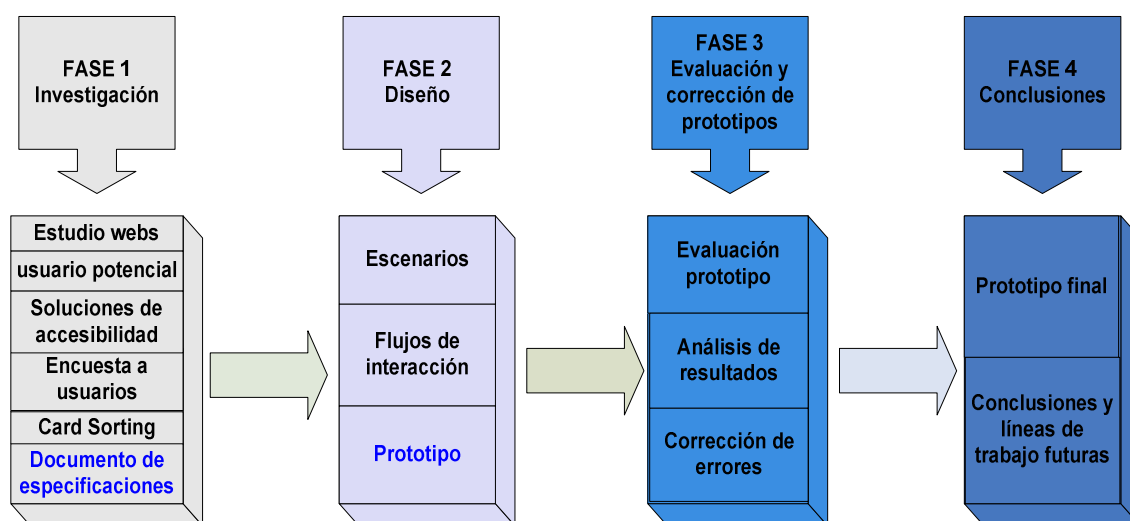 FASE 1
Investigación
FASE 2
Diseño
FASE 3
Evaluación y
corrección de
prototipos
FASE 4
Conclusiones
Estudio webs
usuario potencial
Soluciones de
accesibilidad
Encuesta a
usuarios
Card Sorting
Documento de
especificaciones
Escenarios
Flujos de
interacción
Prototipo
Evaluación
prototipo
Análisis de
resultados
Corrección de
errores
Prototipo final
Conclusiones y
líneas de
trabajo futuras